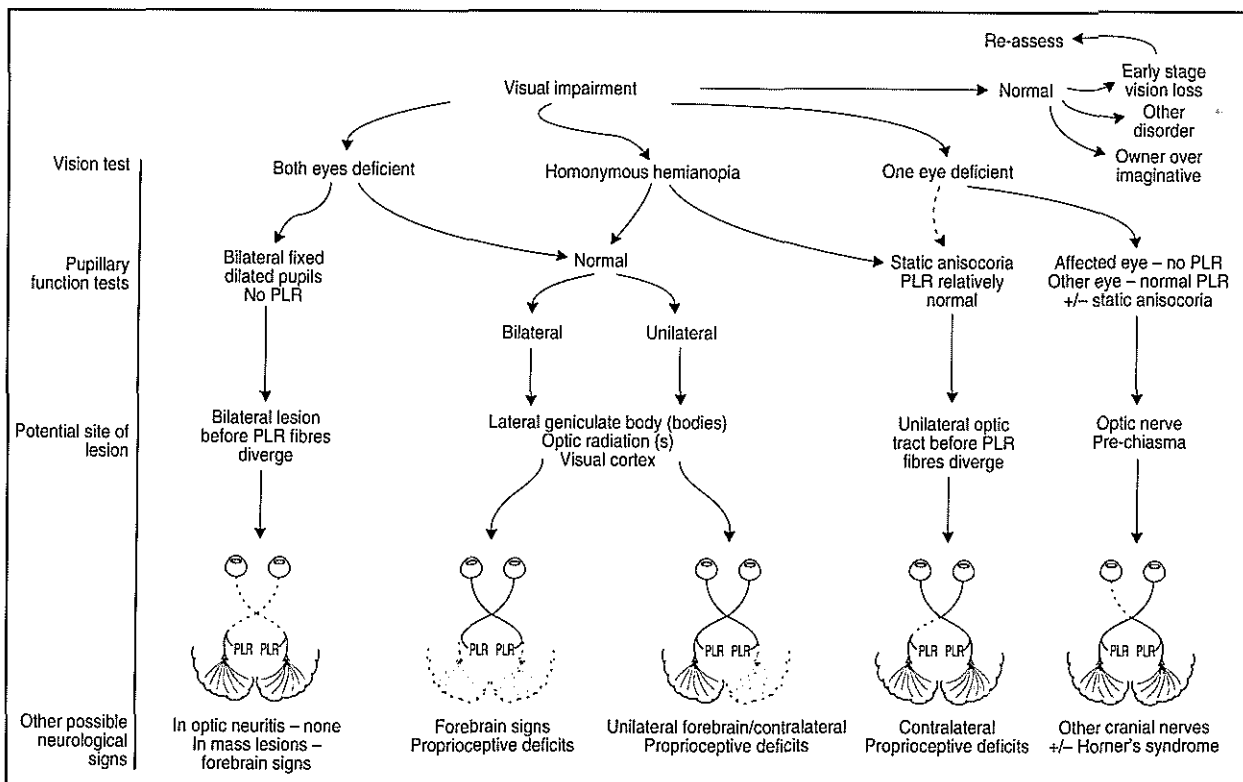 Re-assess
Visual impairment
Normal
Early stage
vision loss
Other
disorder
Owner over
imaginative
Vision test
Both eyes deficient
Homonymous hemianopia
One eye deficient
Pupillary
function tests
Bilateral fixed
dilated pupils
No PLR
Normal
Static anisocoria
PLR relatively
normal
Affected eye – no PLR
Other eye – normal PLR
+/– static anisocoria
Bilateral
Unilateral
Potential site of
lesion
Bilateral lesion
before PLR fibres
diverge
Lateral geniculate body (bodies)
Optic radiation (s)
Visual cortex
Unilateral optic
tract before PLR
fibres diverge
Optic nerve
Pre-chiasma
PLR PLR
PLR PLR
PLR PLR
PLR PLR
PLR PLR
Other possible
neurological
signs
In optic neuritis – none
In mass lesions –
forebrain signs
Forebrain signs
Proprioceptive deficits
Unilateral forebrain/contralateral
Proprioceptive deficits
Contralateral
Proprioceptive deficits
Other cranial nerves
+/– Horner's syndrome